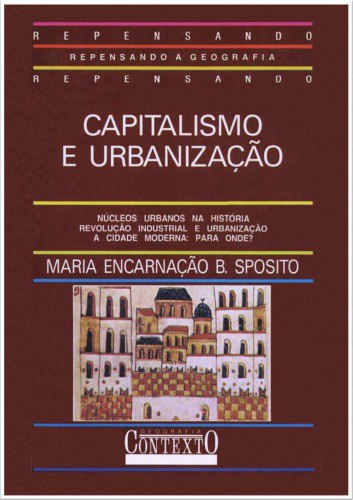 REPENSANDO
REPENSANDO A GEOGRAFIA
REPENSANDO
CAPITALISMO
E URBANIZAÇÃO
NÚCLEOS URBANOS NA HISTÓRIA
REVOLUÇÃO INDUSTRIAL E URBANIZAÇÃO
A CIDADE MODERNA: PARA ONDE?
MARIA ENCARNAÇÃO B. SPOSITO
GEOGRAFIA
CONTEXTO